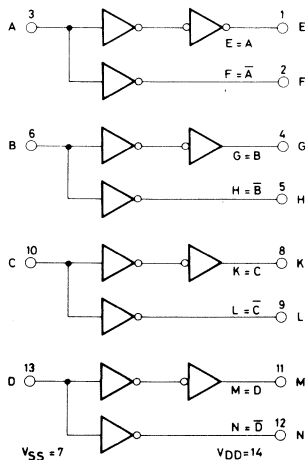 3 1
A E
E = A
F = A̅
2
F
6 4
B G
G = B
H = B̅
5
H
10 8
C K
K = C
L = C̅
9
L
13 11
D M
M = D
N = D̅
12
N
VSS = 7 VDD = 14